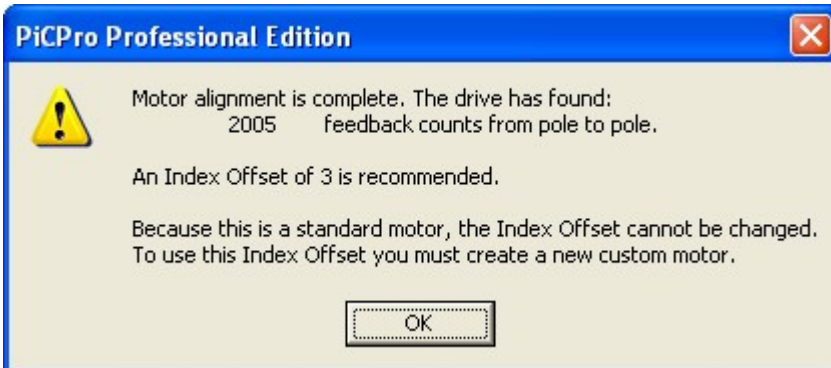 PiCPro Professional Edition
Motor alignment is complete. The drive has found:
2005 feedback counts from pole to pole.
An Index Offset of 3 is recommended.
Because this is a standard motor, the Index Offset cannot be changed.
To use this Index Offset you must create a new custom motor.
OK